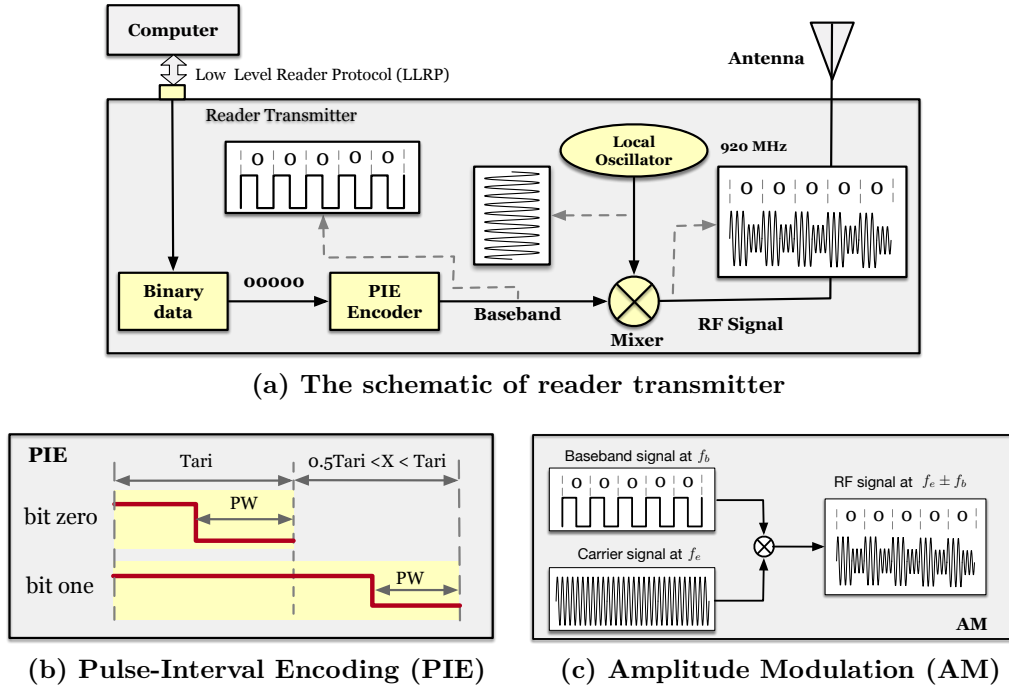 Computer
Low Level Reader Protocol (LLRP)
Antenna
Reader Transmitter
0 0 0 0 0
Local
Oscillator
920 MHz
0 0 0 0 0
Binary
data
00000
PIE
Encoder
Baseband
Mixer
RF Signal
(a) The schematic of reader transmitter
PIE
Tari
0.5Tari <X < Tari
bit zero
PW
bit one
PW
(b) Pulse-Interval Encoding (PIE)
Baseband signal at f_b
0 0 0 0 0
Carrier signal at f_e
RF signal at f_e ± f_b
0 0 0 0 0
AM
(c) Amplitude Modulation (AM)